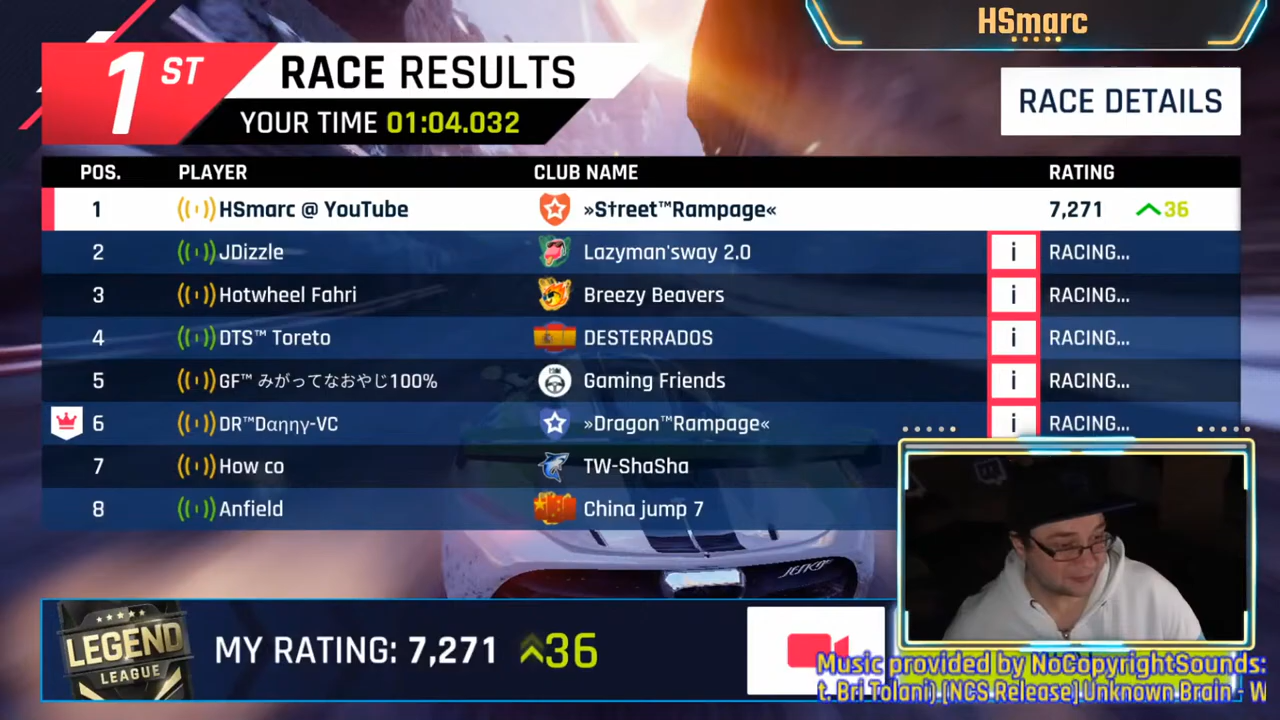 HSmarc
1ST
RACE RESULTS
YOUR TIME 01:04.032
RACE DETAILS
POS. PLAYER CLUB NAME RATING
1 HSmarc @ YouTube »S†reet™Rampage« 7,271 36
2 JDizzle Lazyman'sway 2.0 i RACING...
3 Hotwheel Fahri Breezy Beavers i RACING...
4 DTS™ Toreto DESTERRADOS i RACING...
5 GF™ みがってなおやじ100% Gaming Friends i RACING...
6 DR™Dαηηγ-VC »Dragon™Rampage« i RACING...
7 How co TW-ShaSha
8 Anfield China jump 7
LEGEND
LEAGUE
MY RATING: 7,271 36
Music provided by NoCopyrightSounds:
t. Bri Tolani) [NCS Release] Unknown Brain - W